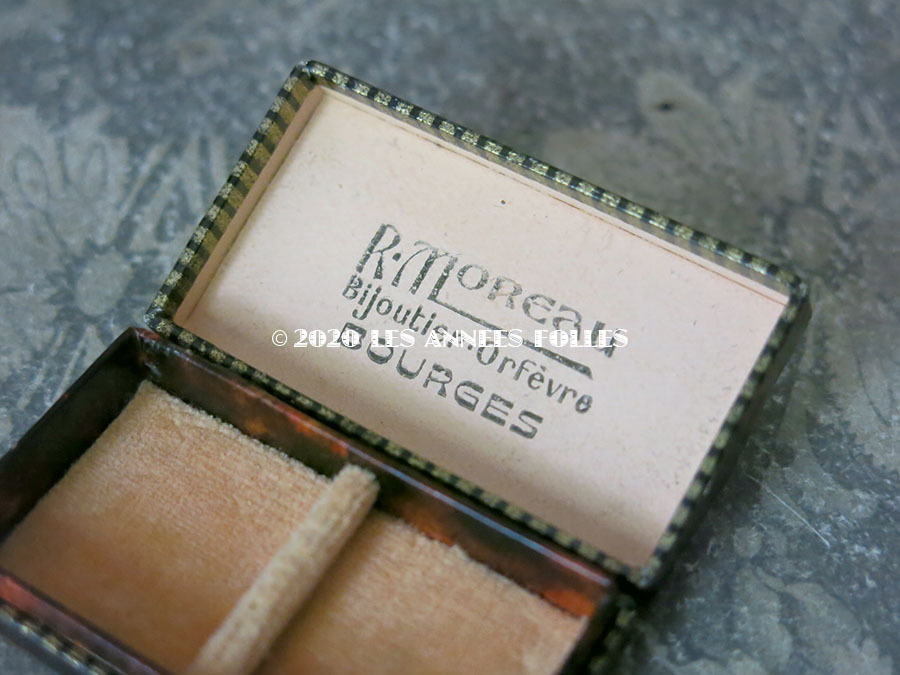 R. Moreau
Bijoutier-Orfèvre
BOURGES
© 2020 LES ANNEES FOLLES